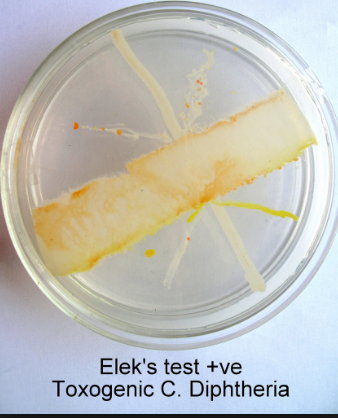 Elek's test +ve
Toxogenic C. Diphtheria